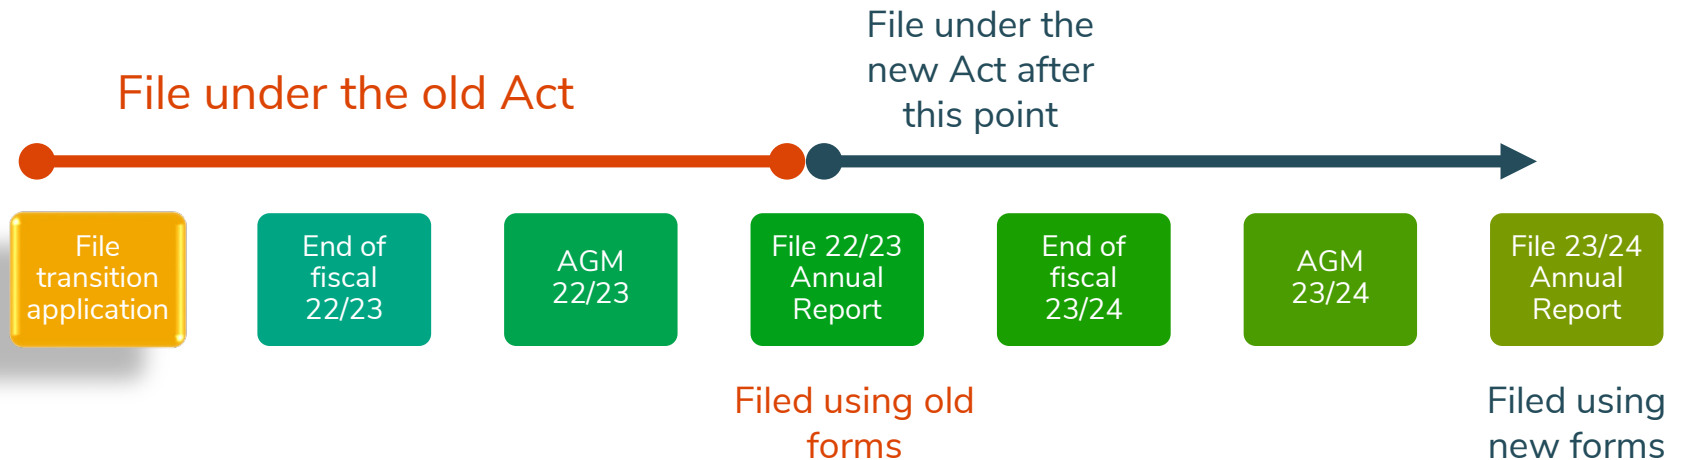 File under the
new Act after
this point
File under the old Act
File
transition
application
End of
fiscal
22/23
AGM
22/23
File 22/23
Annual
Report
End of
fiscal
23/24
AGM
23/24
File 23/24
Annual
Report
Filed using old
forms
Filed using
new forms